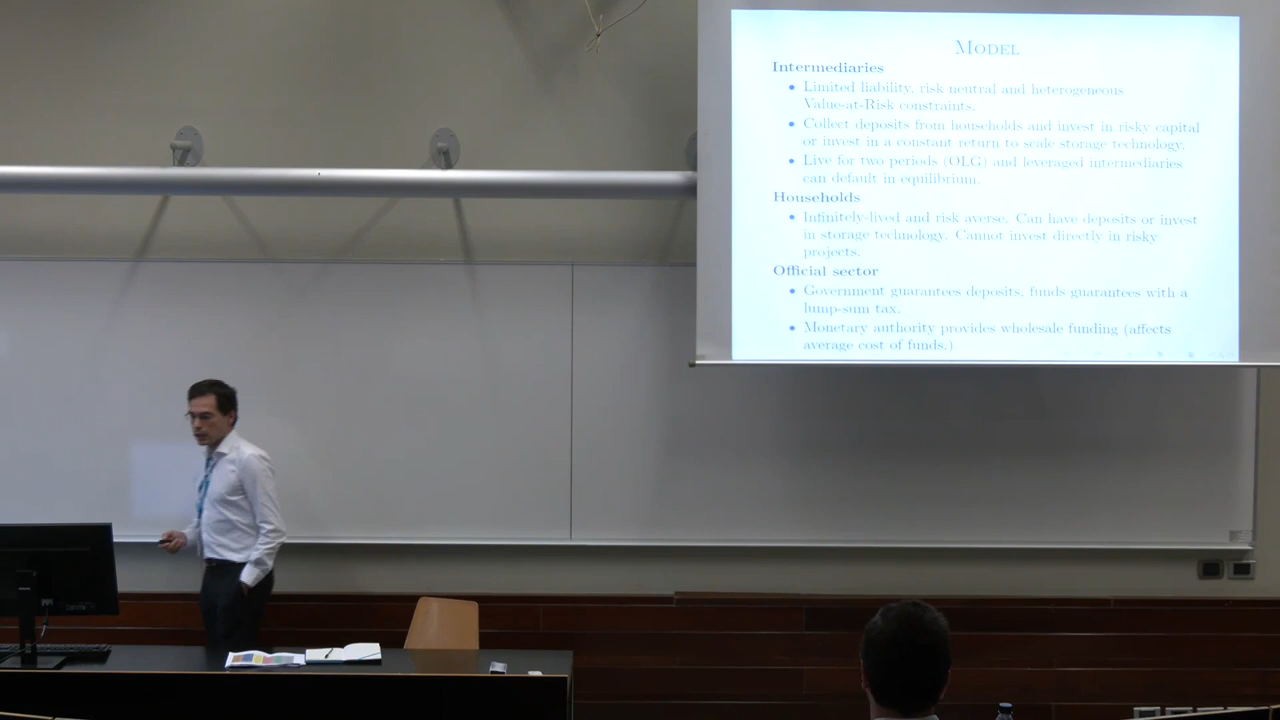 MODEL
Intermediaries
• Limited liability, risk neutral and heterogeneous
Value-at-Risk constraints.
• Collect deposits from households and invest in risky capital
or invest in a constant return to scale storage technology.
• Live for two periods (OLG) and leveraged intermediaries
can default in equilibrium.
Households
• Infinitely-lived and risk averse. Can have deposits or invest
in storage technology. Cannot invest directly in risky
projects.
Official sector
• Government guarantees deposits, funds guarantees with a
lump-sum tax.
• Monetary authority provides wholesale funding (affects
average cost of funds.)